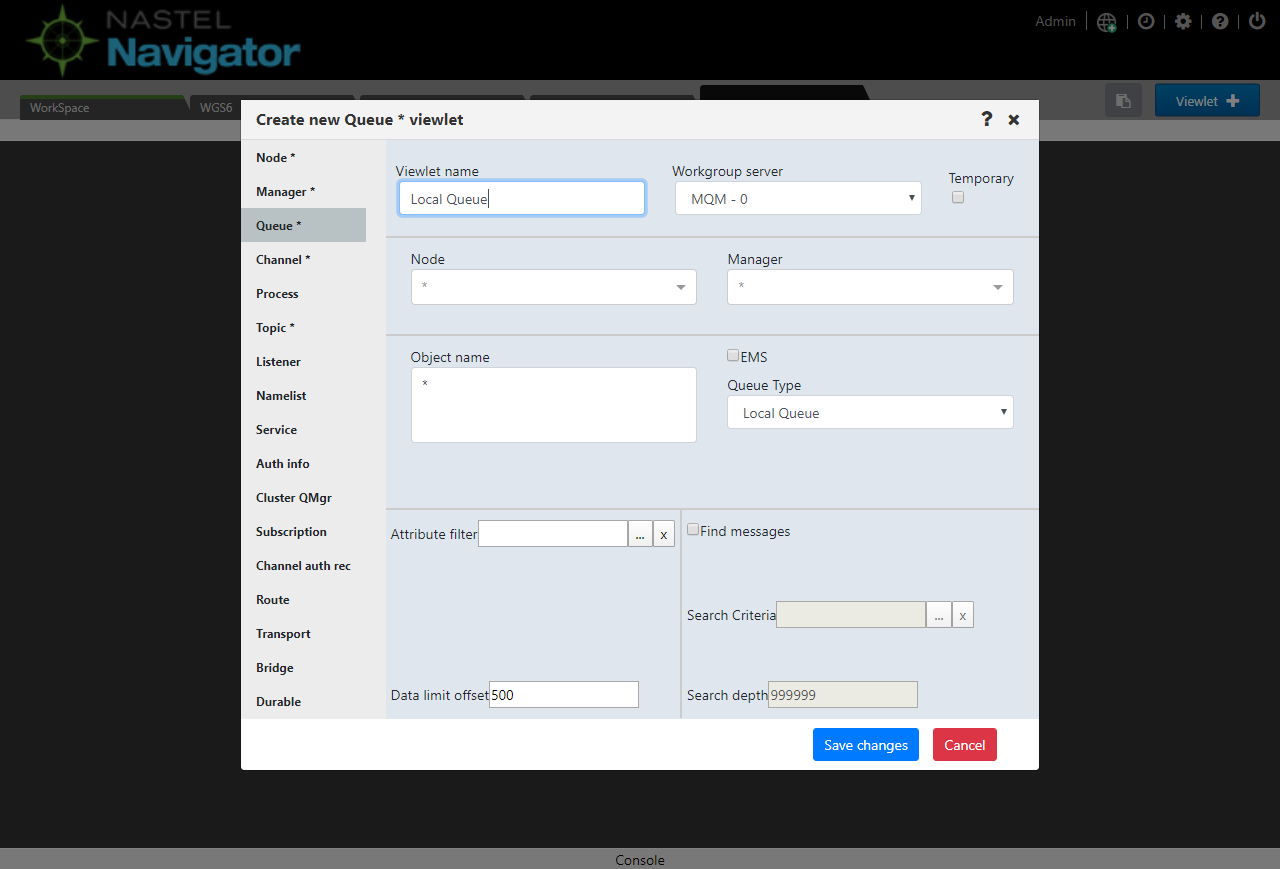 NASTEL
Navigator
Admin
WorkSpace
WGS6
Viewlet
Create new Queue * viewlet
?
Node *
Manager *
Queue *
Channel *
Process
Topic *
Listener
Namelist
Service
Auth info
Cluster QMgr
Subscription
Channel auth rec
Route
Transport
Bridge
Durable
Viewlet name
Local Queue
Workgroup server
MQM - 0
Temporary
Node
*
Manager
*
Object name
*
EMS
Queue Type
Local Queue
Attribute filter ... x
Find messages
Search Criteria ... x
Data limit offset 500
Search depth 999999
Save changes
Cancel
Console